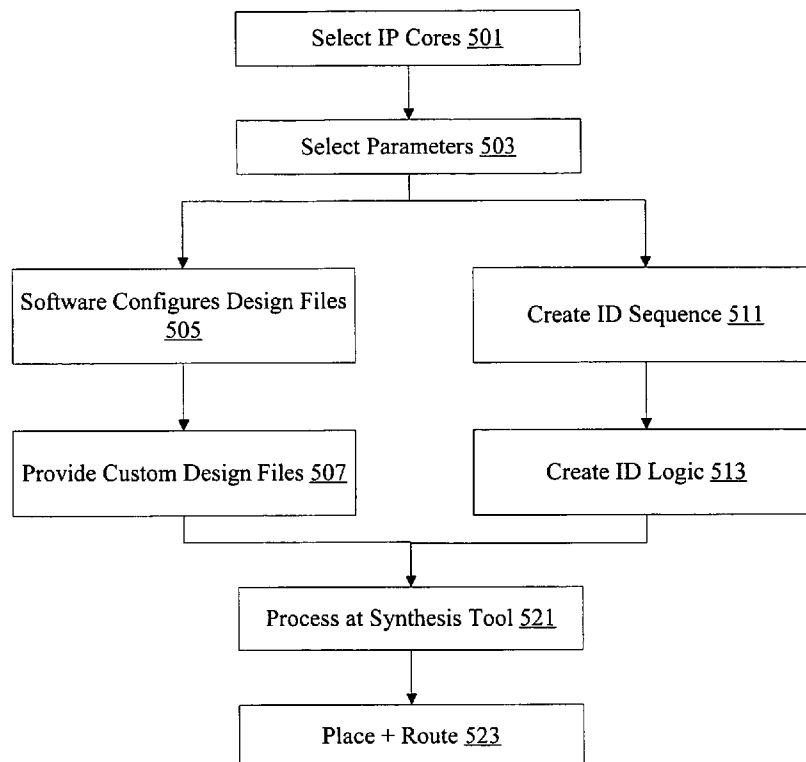 Select IP Cores 501
Select Parameters 503
Software Configures Design Files
505
Create ID Sequence 511
Provide Custom Design Files 507
Create ID Logic 513
Process at Synthesis Tool 521
Place + Route 523